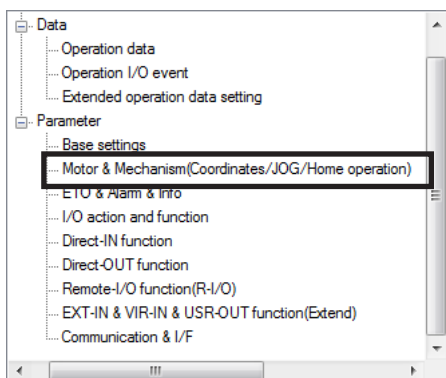 Data
Operation data
Operation I/O event
Extended operation data setting
Parameter
Base settings
Motor & Mechanism(Coordinates/JOG/Home operation)
ETO & Alarm & Info
I/O action and function
Direct-IN function
Direct-OUT function
Remote-I/O function(R-I/O)
EXT-IN & VIR-IN & USR-OUT function(Extend)
Communication & I/F